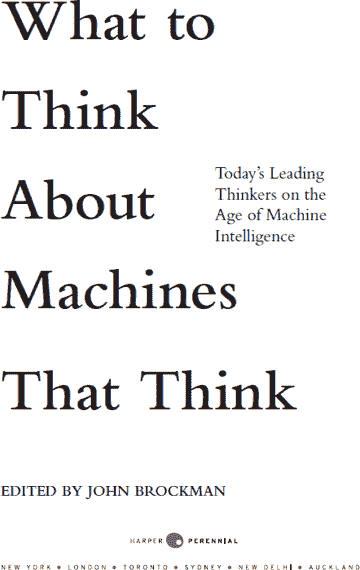 What to
Think
About
Machines
That Think
Today's Leading
Thinkers on the
Age of Machine
Intelligence
EDITED BY JOHN BROCKMAN
HARPER PERENNIAL
NEW YORK • LONDON • TORONTO • SYDNEY • NEW DELHI • AUCKLAND